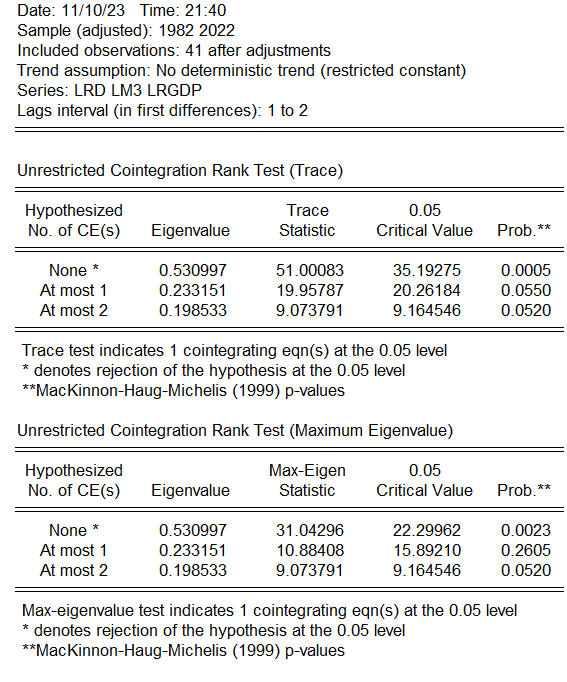 Date: 11/10/23 Time: 21:40
Sample (adjusted): 1982 2022
Included observations: 41 after adjustments
Trend assumption: No deterministic trend (restricted constant)
Series: LRD LM3 LRGDP
Lags interval (in first differences): 1 to 2
Unrestricted Cointegration Rank Test (Trace)
Hypothesized Trace 0.05
No. of CE(s) Eigenvalue Statistic Critical Value Prob.**
None * 0.530997 51.00083 35.19275 0.0005
At most 1 0.233151 19.95787 20.26184 0.0550
At most 2 0.198533 9.073791 9.164546 0.0520
Trace test indicates 1 cointegrating eqn(s) at the 0.05 level
* denotes rejection of the hypothesis at the 0.05 level
**MacKinnon-Haug-Michelis (1999) p-values
Unrestricted Cointegration Rank Test (Maximum Eigenvalue)
Hypothesized Max-Eigen 0.05
No. of CE(s) Eigenvalue Statistic Critical Value Prob.**
None * 0.530997 31.04296 22.29962 0.0023
At most 1 0.233151 10.88408 15.89210 0.2605
At most 2 0.198533 9.073791 9.164546 0.0520
Max-eigenvalue test indicates 1 cointegrating eqn(s) at the 0.05 level
* denotes rejection of the hypothesis at the 0.05 level
**MacKinnon-Haug-Michelis (1999) p-values